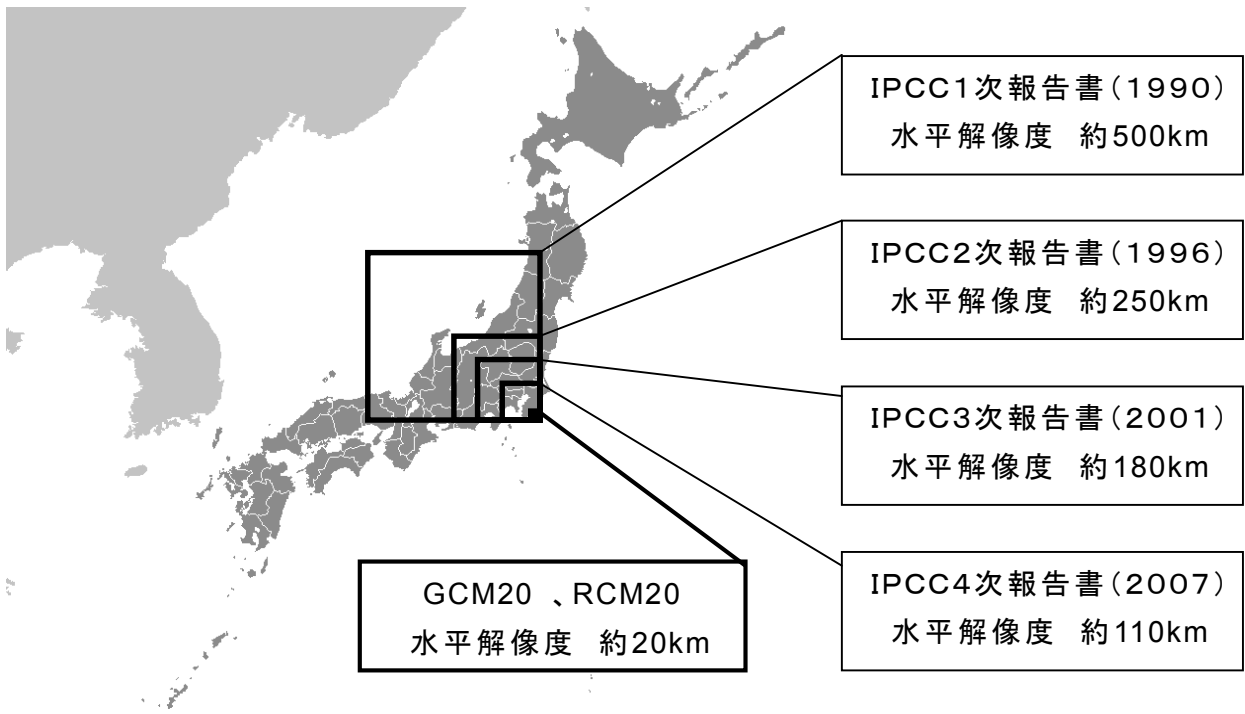 IPCC1次報告書（1990）
水平解像度 約500km
IPCC2次報告書（1996）
水平解像度 約250km
IPCC3次報告書（2001）
水平解像度 約180km
IPCC4次報告書（2007）
水平解像度 約110km
GCM20 、RCM20
水平解像度 約20km